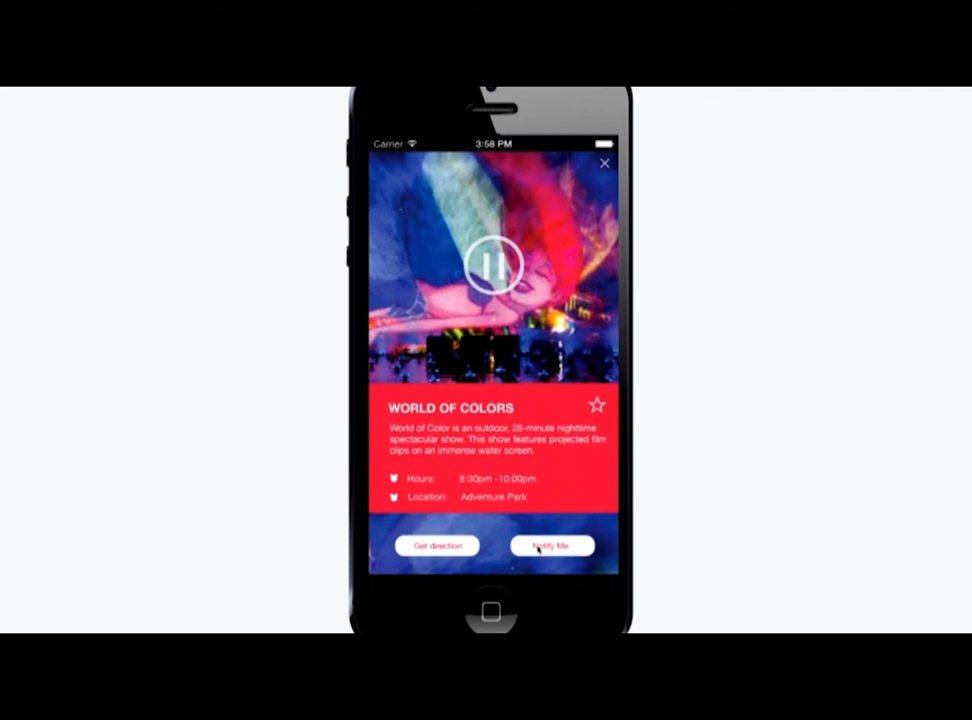 Carrier 3:58 PM
WORLD OF COLORS
World of Color is an outdoor, 28-minute nighttime
spectacular show. This show features projected film
clips on an immense water screen.
Hours: 8:30pm -10:00pm
Location: Adventure Park
Get direction Notify Me